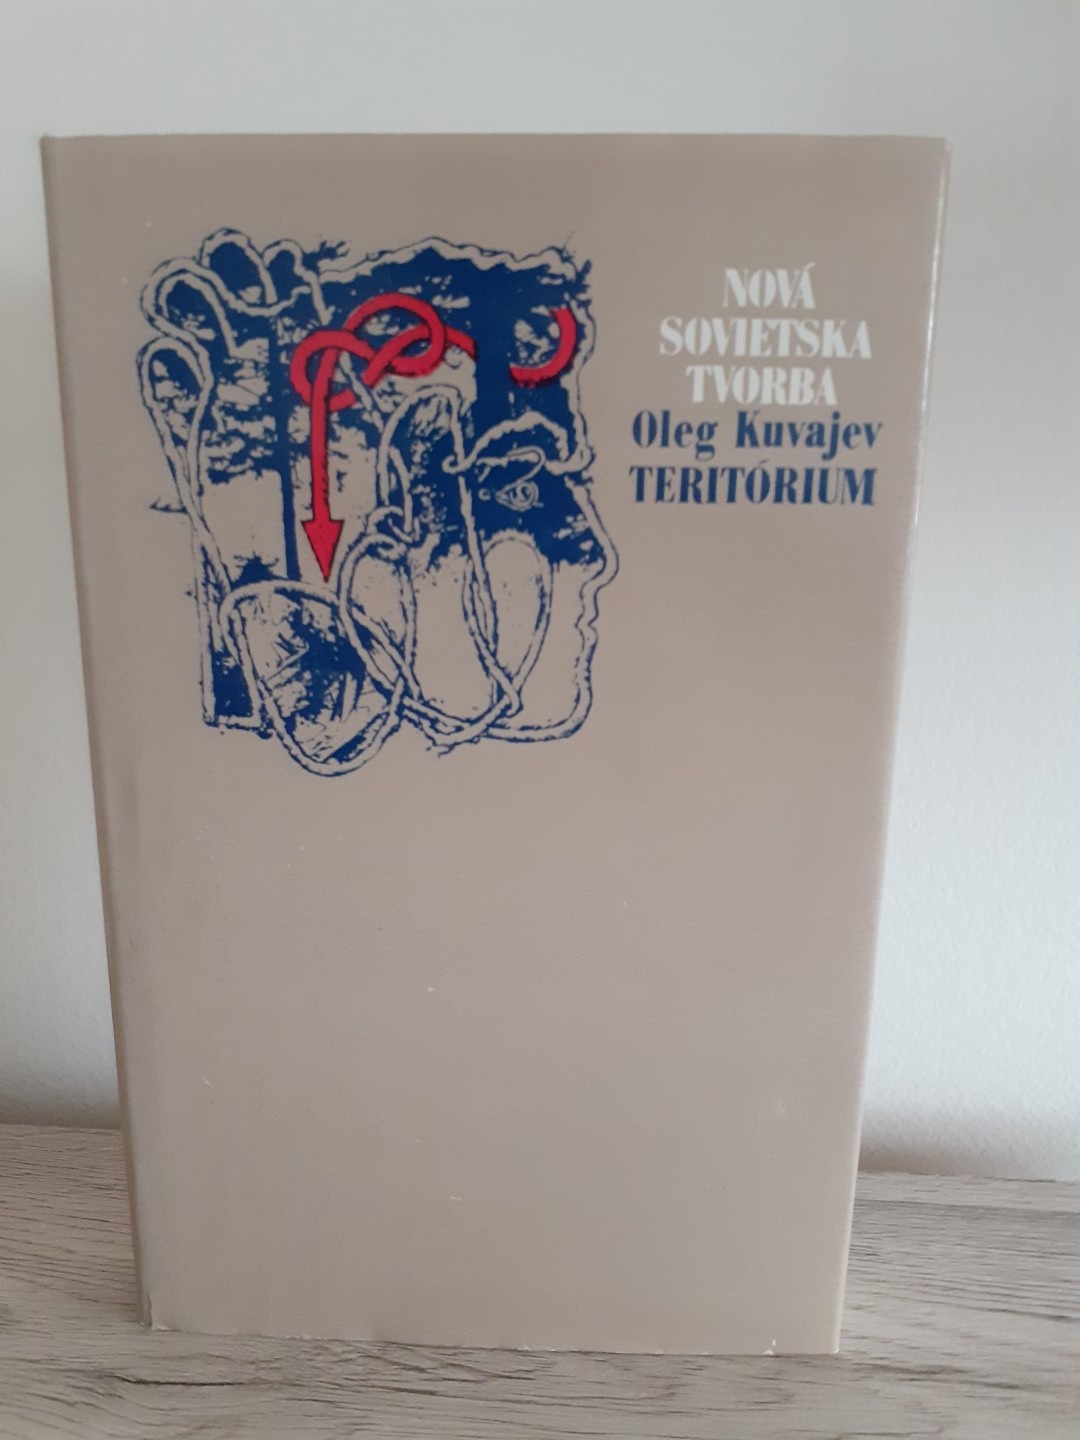 NOVÁ
SOVIETSKA
TVORBA
Oleg Kuvajev
TERITÓRIUM